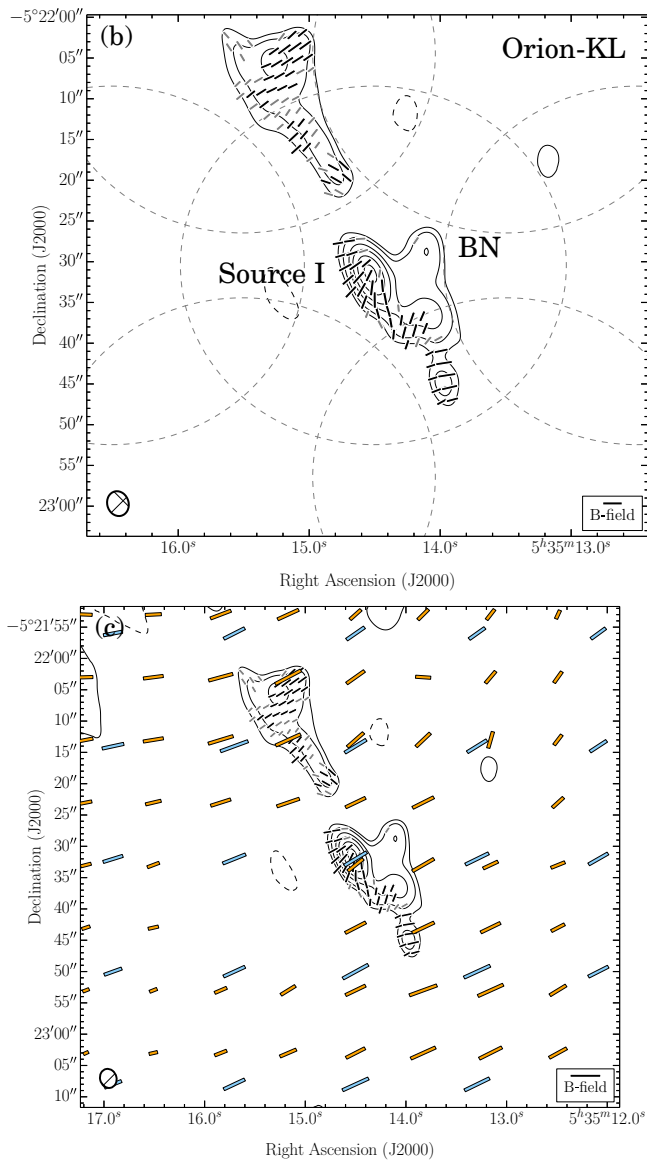 −5°22′00″
(b)
Orion-KL
05″
10″
15″
20″
25″
BN
30″
Source I
35″
40″
45″
50″
55″
23′00″
B-field
16.0ˢ 15.0ˢ 14.0ˢ 5ʰ35ᵐ13.0ˢ
Right Ascension (J2000)
Declination (J2000)
(c)
−5°21′55″
22′00″
05″
10″
15″
20″
25″
30″
35″
40″
45″
50″
55″
23′00″
05″
10″
B-field
17.0ˢ 16.0ˢ 15.0ˢ 14.0ˢ 13.0ˢ 5ʰ35ᵐ12.0ˢ
Right Ascension (J2000)
Declination (J2000)